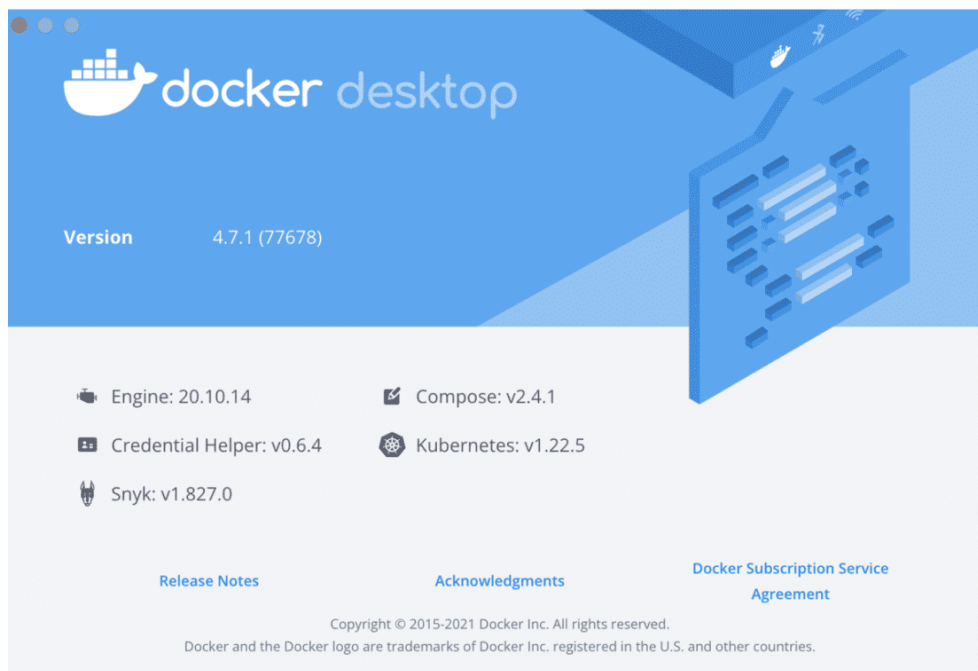 docker desktop
Version 4.7.1 (77678)
Engine: 20.10.14
Compose: v2.4.1
Credential Helper: v0.6.4
Kubernetes: v1.22.5
Snyk: v1.827.0
Release Notes
Acknowledgments
Docker Subscription Service
Agreement
Copyright © 2015-2021 Docker Inc. All rights reserved.
Docker and the Docker logo are trademarks of Docker Inc. registered in the U.S. and other countries.